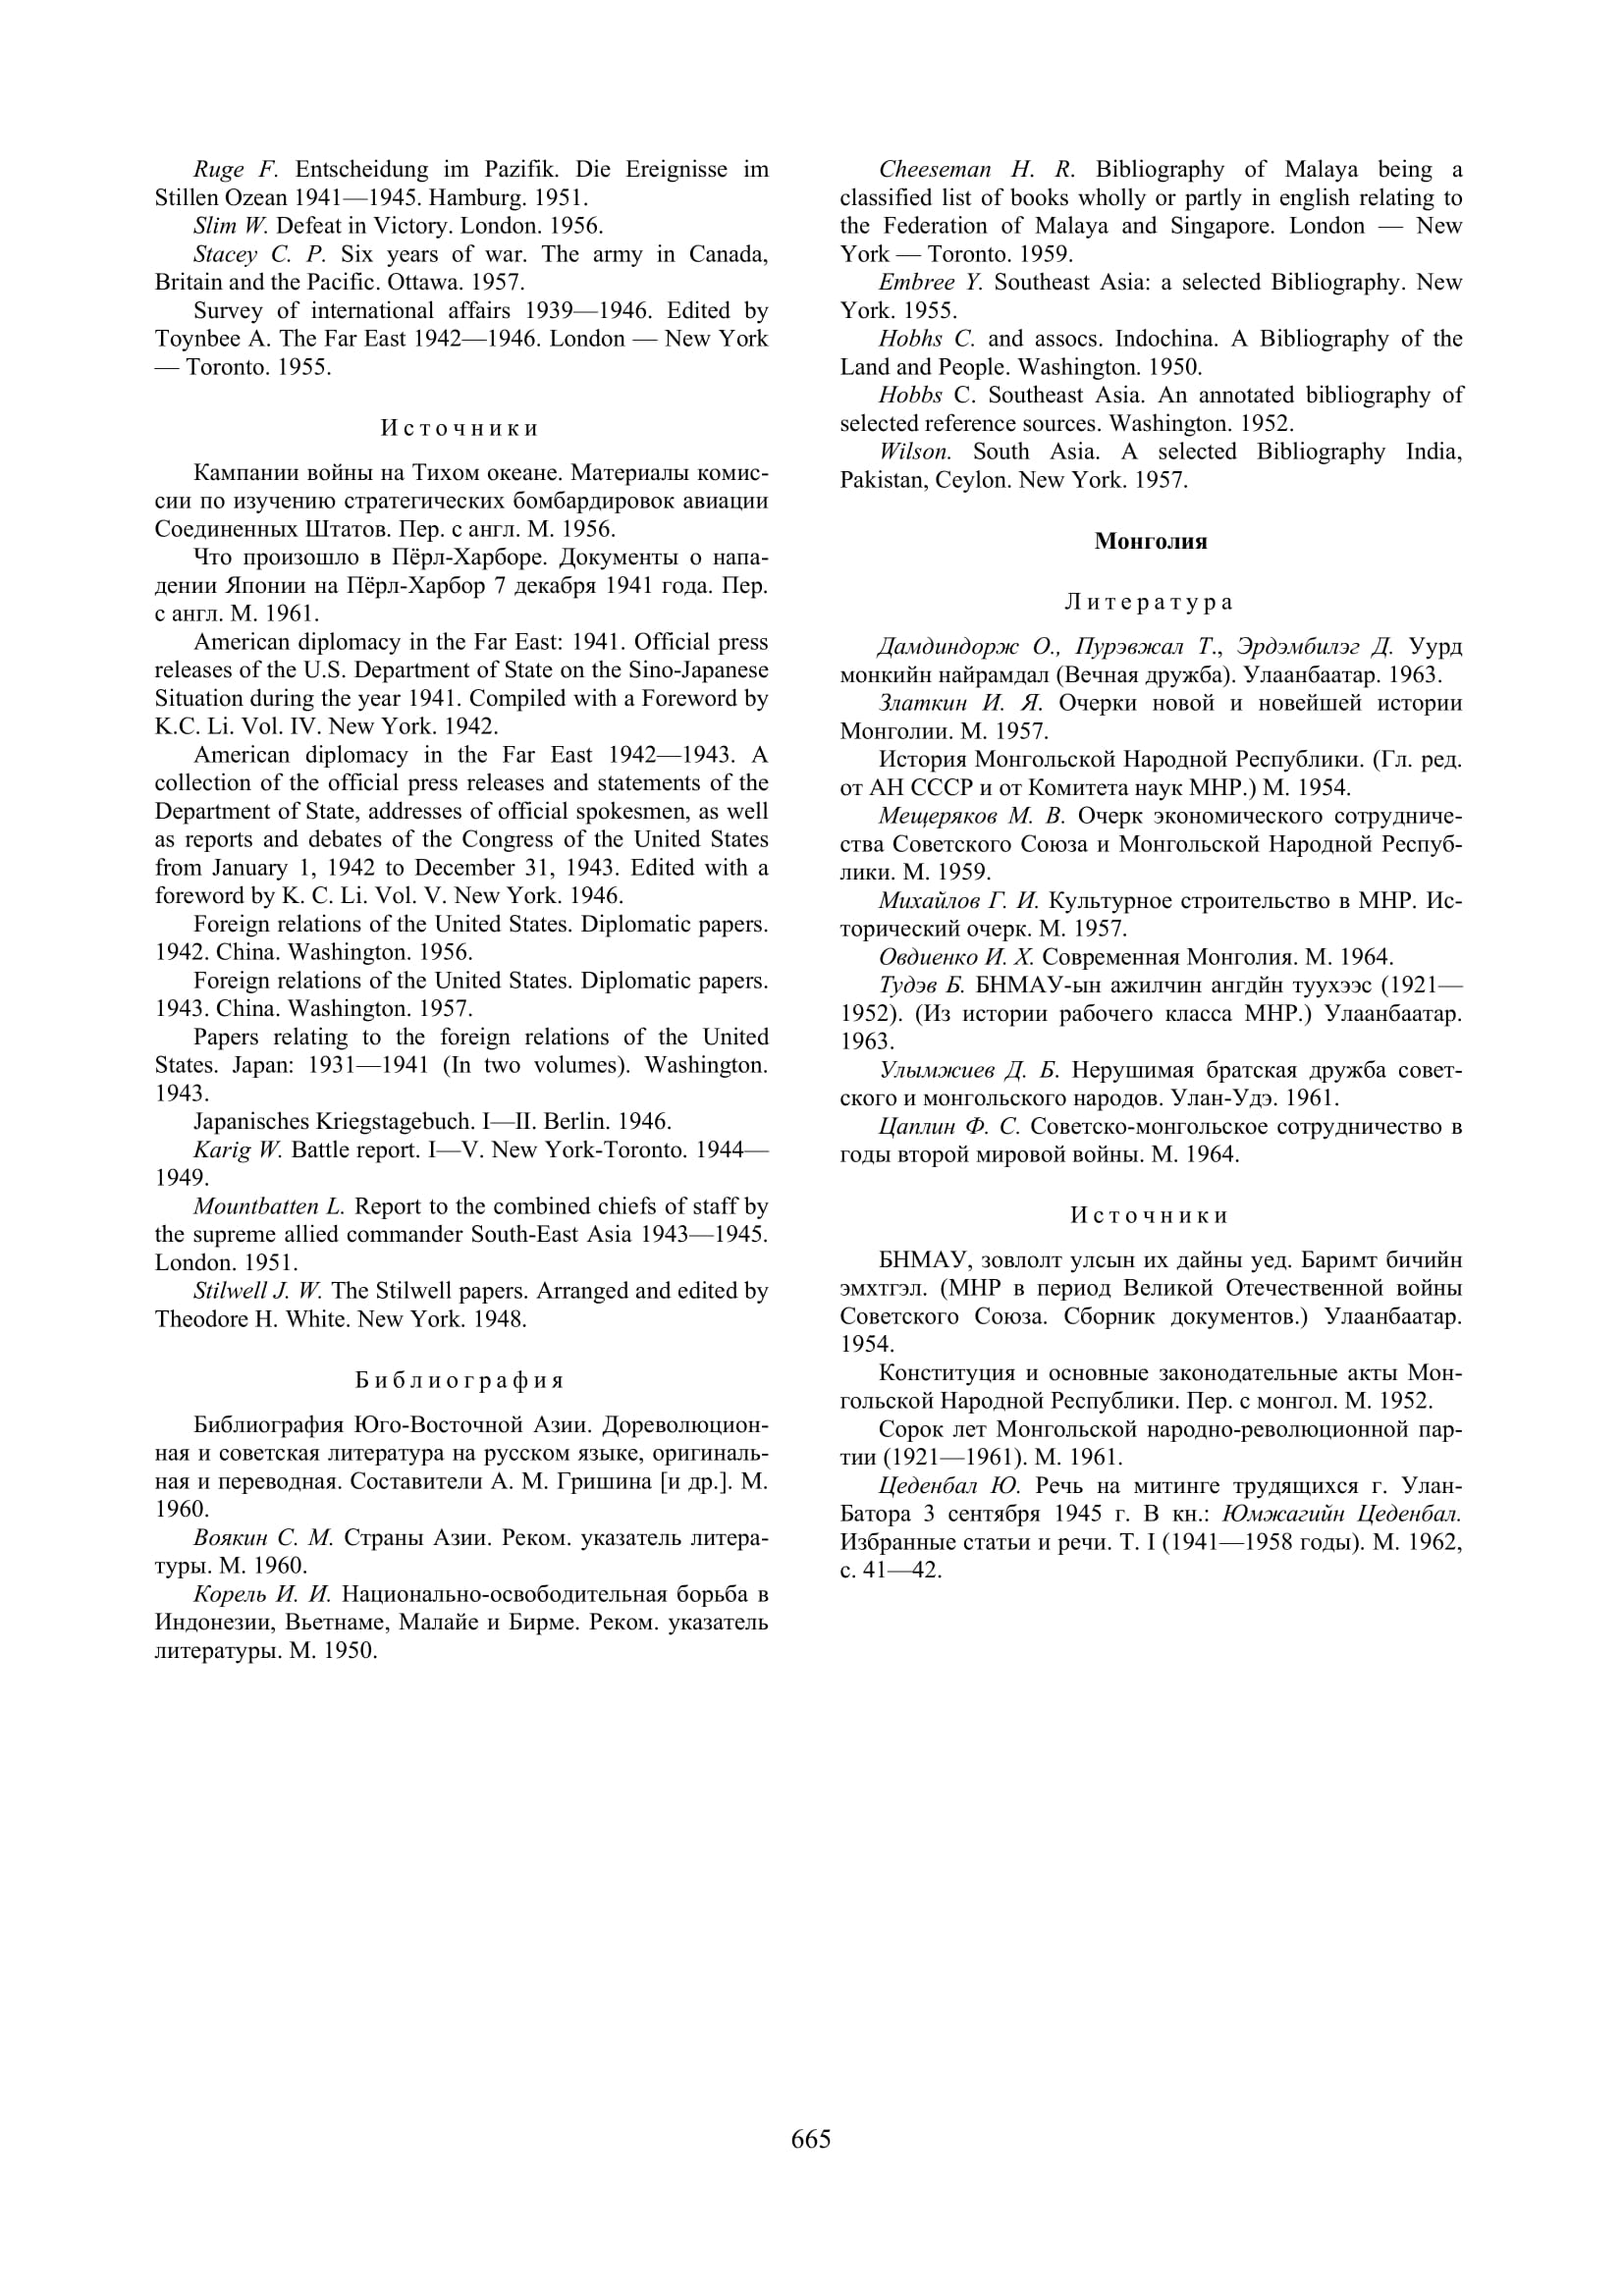 Ruge F. Entscheidung im Pazifik. Die Ereignisse im
Stillen Ozean 1941—1945. Hamburg. 1951.
Slim W. Defeat in Victory. London. 1956.
Stacey C. P. Six years of war. The army in Canada,
Britain and the Pacific. Ottawa. 1957.
Survey of international affairs 1939—1946. Edited by
Toynbee A. The Far East 1942—1946. London — New York
— Toronto. 1955.
Источники
Кампании войны на Тихом океане. Материалы комис-
сии по изучению стратегических бомбардировок авиации
Соединенных Штатов. Пер. с англ. М. 1956.
Что произошло в Пёрл-Харборе. Документы о напа-
дении Японии на Пёрл-Харбор 7 декабря 1941 года. Пер.
с англ. М. 1961.
American diplomacy in the Far East: 1941. Official press
releases of the U.S. Department of State on the Sino-Japanese
Situation during the year 1941. Compiled with a Foreword by
K.C. Li. Vol. IV. New York. 1942.
American diplomacy in the Far East 1942—1943. A
collection of the official press releases and statements of the
Department of State, addresses of official spokesmen, as well
as reports and debates of the Congress of the United States
from January 1, 1942 to December 31, 1943. Edited with a
foreword by K. C. Li. Vol. V. New York. 1946.
Foreign relations of the United States. Diplomatic papers.
1942. China. Washington. 1956.
Foreign relations of the United States. Diplomatic papers.
1943. China. Washington. 1957.
Papers relating to the foreign relations of the United
States. Japan: 1931—1941 (In two volumes). Washington.
1943.
Japanisches Kriegstagebuch. I—II. Berlin. 1946.
Karig W. Battle report. I—V. New York-Toronto. 1944—
1949.
Mountbatten L. Report to the combined chiefs of staff by
the supreme allied commander South-East Asia 1943—1945.
London. 1951.
Stilwell J. W. The Stilwell papers. Arranged and edited by
Theodore H. White. New York. 1948.
Библиография
Библиография Юго-Восточной Азии. Дореволюцион-
ная и советская литература на русском языке, оригиналь-
ная и переводная. Составители А. М. Гришина [и др.]. М.
1960.
Воякин С. М. Страны Азии. Реком. указатель литера-
туры. М. 1960.
Корель И. И. Национально-освободительная борьба в
Индонезии, Вьетнаме, Малайе и Бирме. Реком. указатель
литературы. М. 1950.
Cheeseman H. R. Bibliography of Malaya being a
classified list of books wholly or partly in english relating to
the Federation of Malaya and Singapore. London — New
York — Toronto. 1959.
Embree Y. Southeast Asia: a selected Bibliography. New
York. 1955.
Hobhs C. and assocs. Indochina. A Bibliography of the
Land and People. Washington. 1950.
Hobbs C. Southeast Asia. An annotated bibliography of
selected reference sources. Washington. 1952.
Wilson. South Asia. A selected Bibliography India,
Pakistan, Ceylon. New York. 1957.
Монголия
Литература
Дамдиндорж О., Пурэвжал Т., Эрдэмбилэг Д. Уурд
монкийн найрамдал (Вечная дружба). Улаанбаатар. 1963.
Златкин И. Я. Очерки новой и новейшей истории
Монголии. М. 1957.
История Монгольской Народной Республики. (Гл. ред.
от АН СССР и от Комитета наук МНР.) М. 1954.
Мещеряков М. В. Очерк экономического сотрудниче-
ства Советского Союза и Монгольской Народной Респуб-
лики. М. 1959.
Михайлов Г. И. Культурное строительство в МНР. Ис-
торический очерк. М. 1957.
Овдиенко И. Х. Современная Монголия. М. 1964.
Тудэв Б. БНМАУ-ын ажилчин ангдйн туухээс (1921—
1952). (Из истории рабочего класса МНР.) Улаанбаатар.
1963.
Улымжиев Д. Б. Нерушимая братская дружба совет-
ского и монгольского народов. Улан-Удэ. 1961.
Цаплин Ф. С. Советско-монгольское сотрудничество в
годы второй мировой войны. М. 1964.
Источники
БНМАУ, зовлолт улсын их дайны уед. Баримт бичийн
эмхтгэл. (МНР в период Великой Отечественной войны
Советского Союза. Сборник документов.) Улаанбаатар.
1954.
Конституция и основные законодательные акты Мон-
гольской Народной Республики. Пер. с монгол. М. 1952.
Сорок лет Монгольской народно-революционной пар-
тии (1921—1961). М. 1961.
Цеденбал Ю. Речь на митинге трудящихся г. Улан-
Батора 3 сентября 1945 г. В кн.: Юмжагийн Цеденбал.
Избранные статьи и речи. Т. I (1941—1958 годы). М. 1962,
с. 41—42.
665